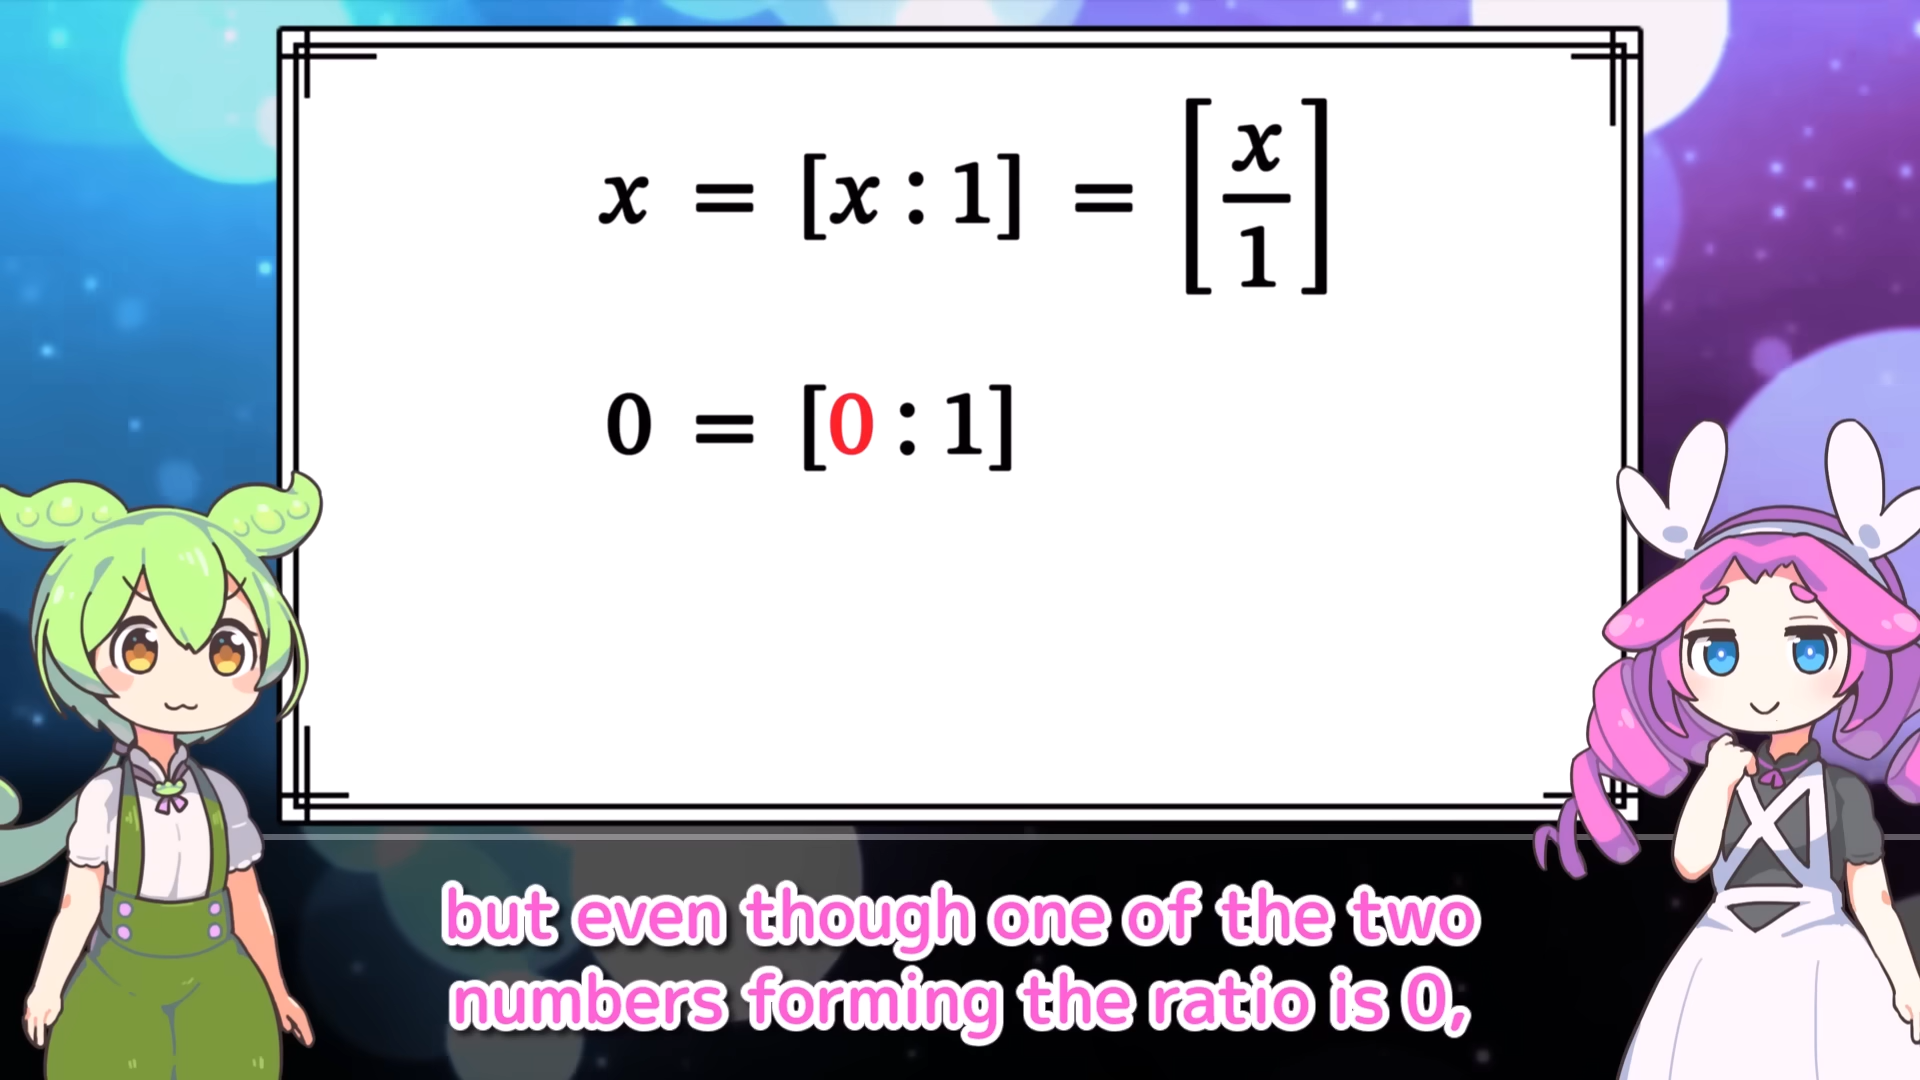 x = [x : 1] = [x/1]
0 = [0 : 1]
but even though one of the two
numbers forming the ratio is 0,